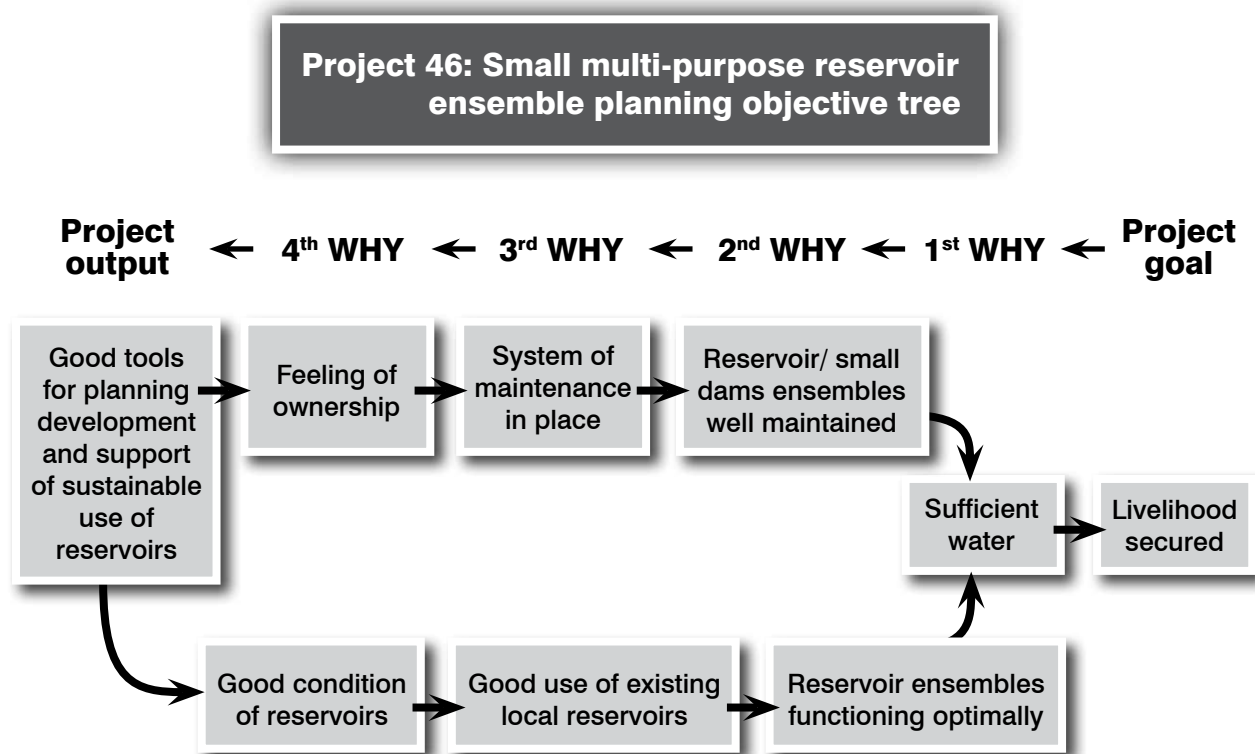 Project 46: Small multi-purpose reservoir
ensemble planning objective tree
Project
output
4th WHY
3rd WHY
2nd WHY
1st WHY
Project
goal
Good tools
for planning
development
and support
of sustainable
use of
reservoirs
Feeling of
ownership
System of
maintenance
in place
Reservoir/ small
dams ensembles
well maintained
Sufficient
water
Livelihood
secured
Good condition
of reservoirs
Good use of existing
local reservoirs
Reservoir ensembles
functioning optimally